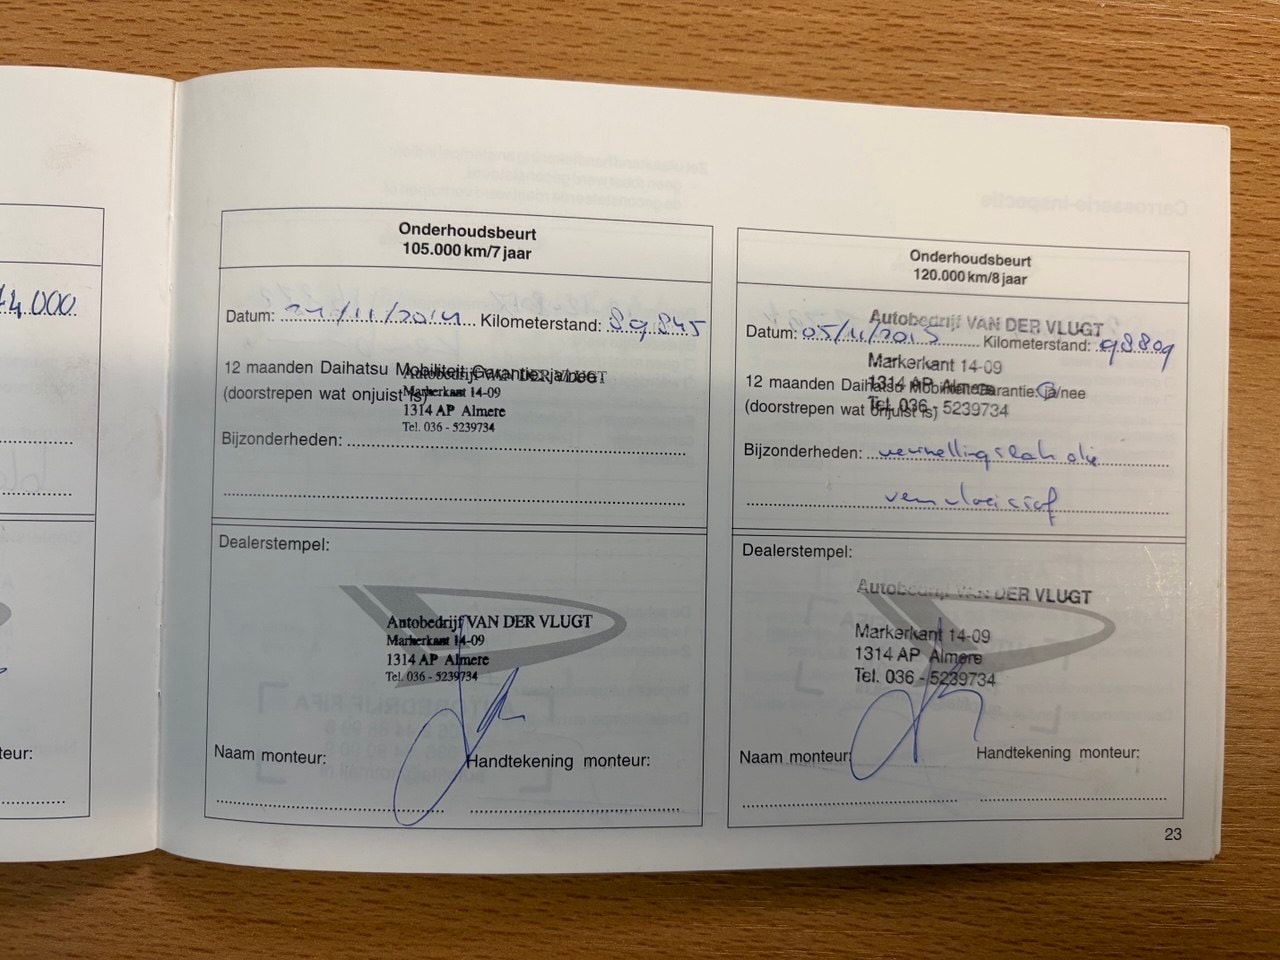 74.000
Onderhoudsbeurt
105.000 km/7 jaar
Datum: 24/11/2014 Kilometerstand: 89.845
12 maanden Daihatsu Mobiliteit Garantie: ja/nee
(doorstrepen wat onjuist is)
Autobedrijf VAN DER VLUGT
Markerkant 14-09
1314 AP Almere
Tel. 036 - 5239734
Bijzonderheden:
Dealerstempel:
Autobedrijf VAN DER VLUGT
Markerkant 14-09
1314 AP Almere
Tel. 036 - 5239734
Naam monteur: Handtekening monteur:
Onderhoudsbeurt
120.000 km/8 jaar
Autobedrijf VAN DER VLUGT
Datum: 05/11/2015 Kilometerstand: 98809
Markerkant 14-09
12 maanden Daihatsu Mobiliteit Garantie: ja/nee
1314 AP Almere
(doorstrepen wat onjuist is)
Tel. 036 - 5239734
Bijzonderheden: versnellingsbak olie
remvloeistof
Dealerstempel:
Autobedrijf VAN DER VLUGT
Markerkant 14-09
1314 AP Almere
Tel. 036 - 5239734
Naam monteur: Handtekening monteur:
teur:
23